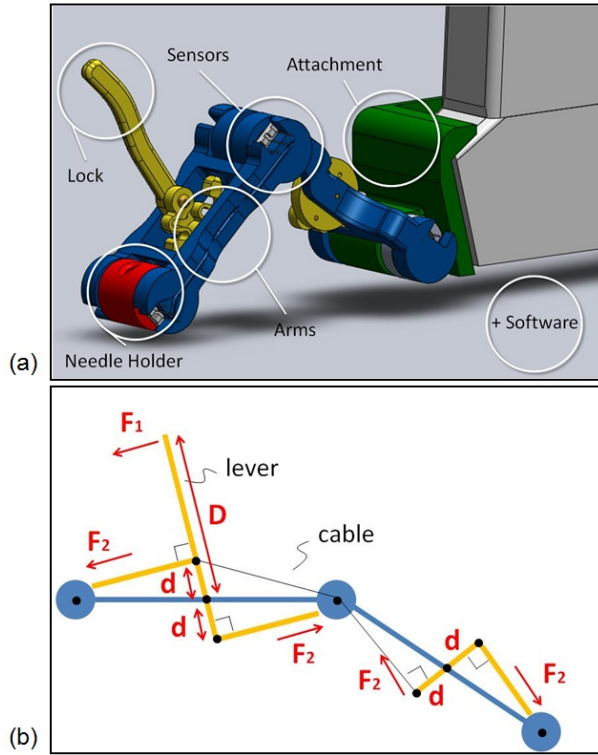 Sensors
Attachment
Lock
Arms
+ Software
Needle Holder
(a)
F1
lever
D
cable
F2
d
d
F2
d
F2
d
F2
(b)